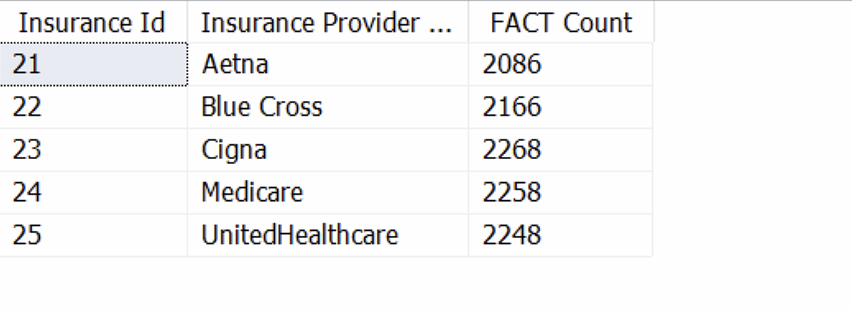 Insurance Id Insurance Provider ... FACT Count
21 Aetna 2086
22 Blue Cross 2166
23 Cigna 2268
24 Medicare 2258
25 UnitedHealthcare 2248